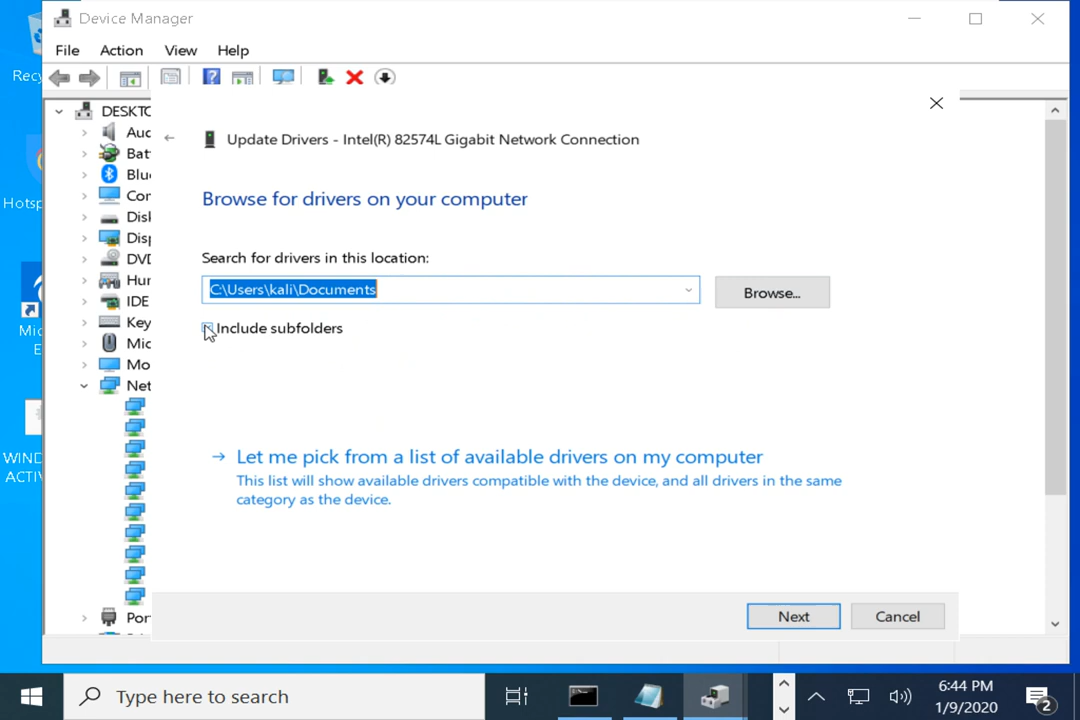 Device Manager
File Action View Help
Update Drivers - Intel(R) 82574L Gigabit Network Connection
Browse for drivers on your computer
Search for drivers in this location:
C:\Users\kali\Documents
Browse...
Include subfolders
Let me pick from a list of available drivers on my computer
This list will show available drivers compatible with the device, and all drivers in the same
category as the device.
Next Cancel
DESKTO
Aud
Bat
Blu
Con
Disk
Disp
DVD
Hur
IDE
Key
Mic
Mo
Net
Por
Recy
Hotsp
Mic
E
WIND
ACTIV
Type here to search
6:44 PM
1/9/2020
2